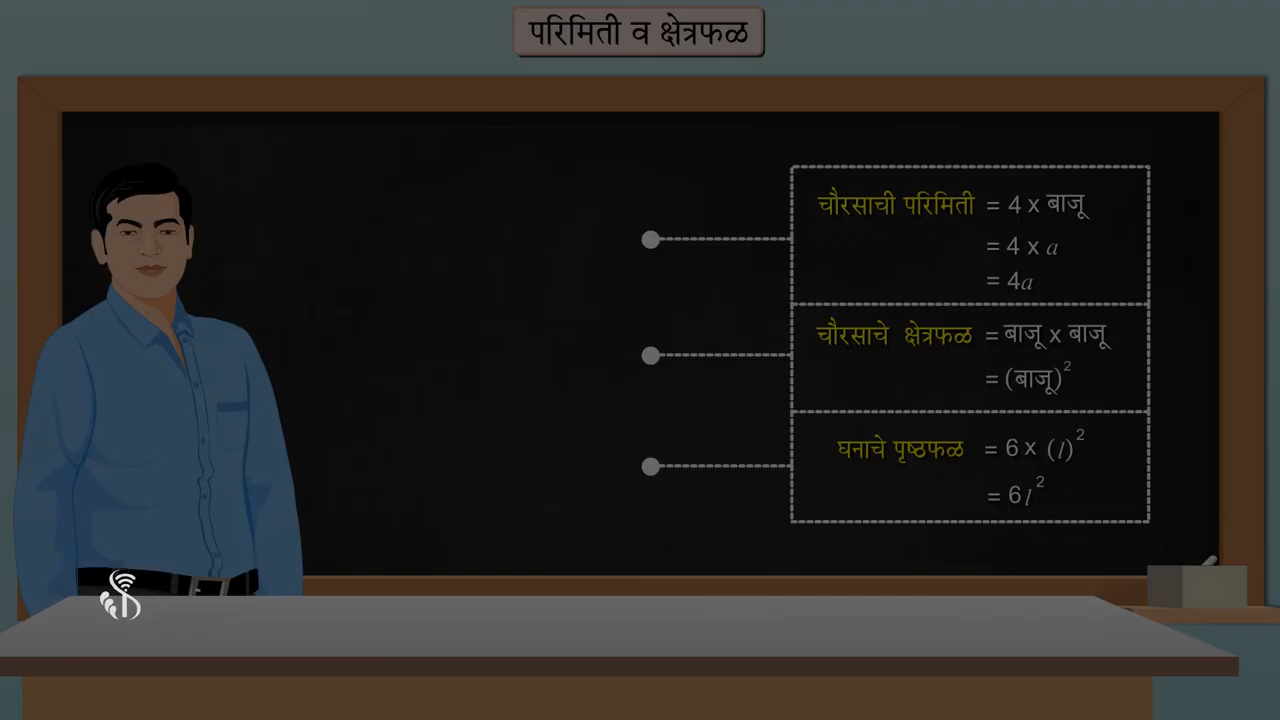 परिमिती व क्षेत्रफळ
चौरसाची परिमिती = 4 x बाजू
= 4 x a
= 4a
चौरसाचे क्षेत्रफळ = बाजू x बाजू
= (बाजू)²
घनाचे पृष्ठफळ = 6 x (l)²
= 6l²